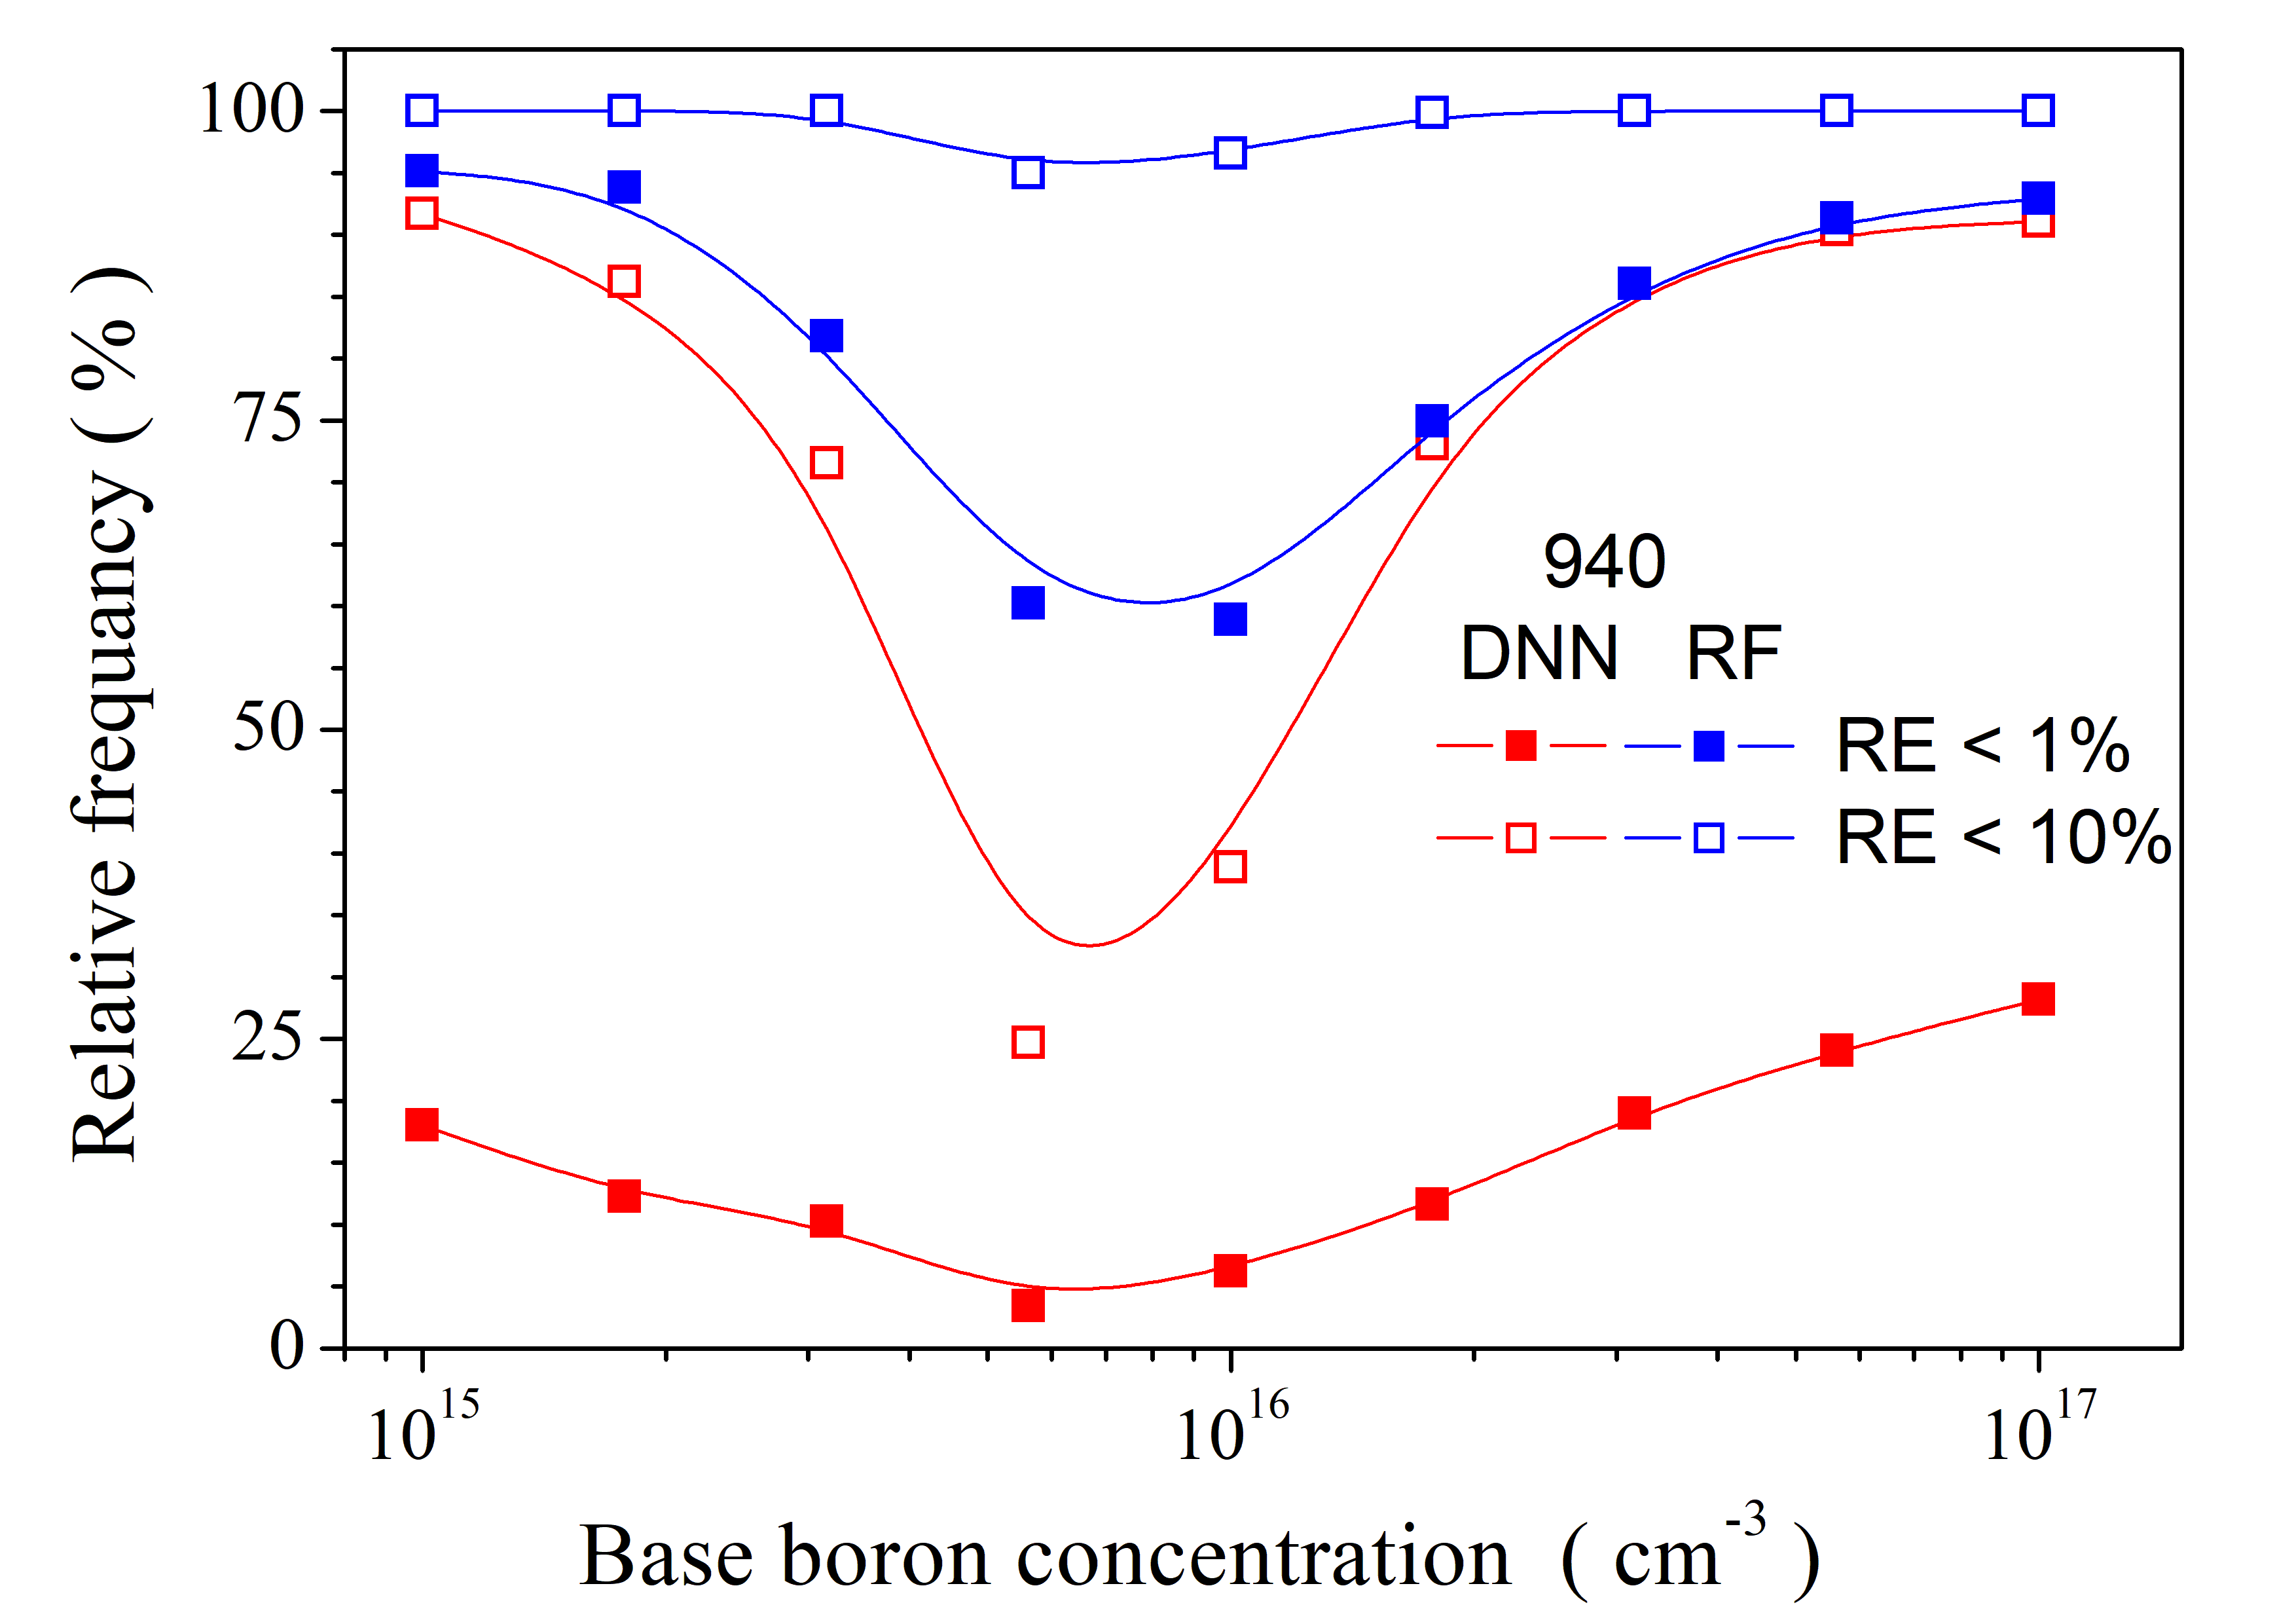 Relative frequancy ( % )
100
75
50
25
0
940
DNN RF
RE < 1%
RE < 10%
10^15 10^16 10^17
Base boron concentration ( cm^-3 )